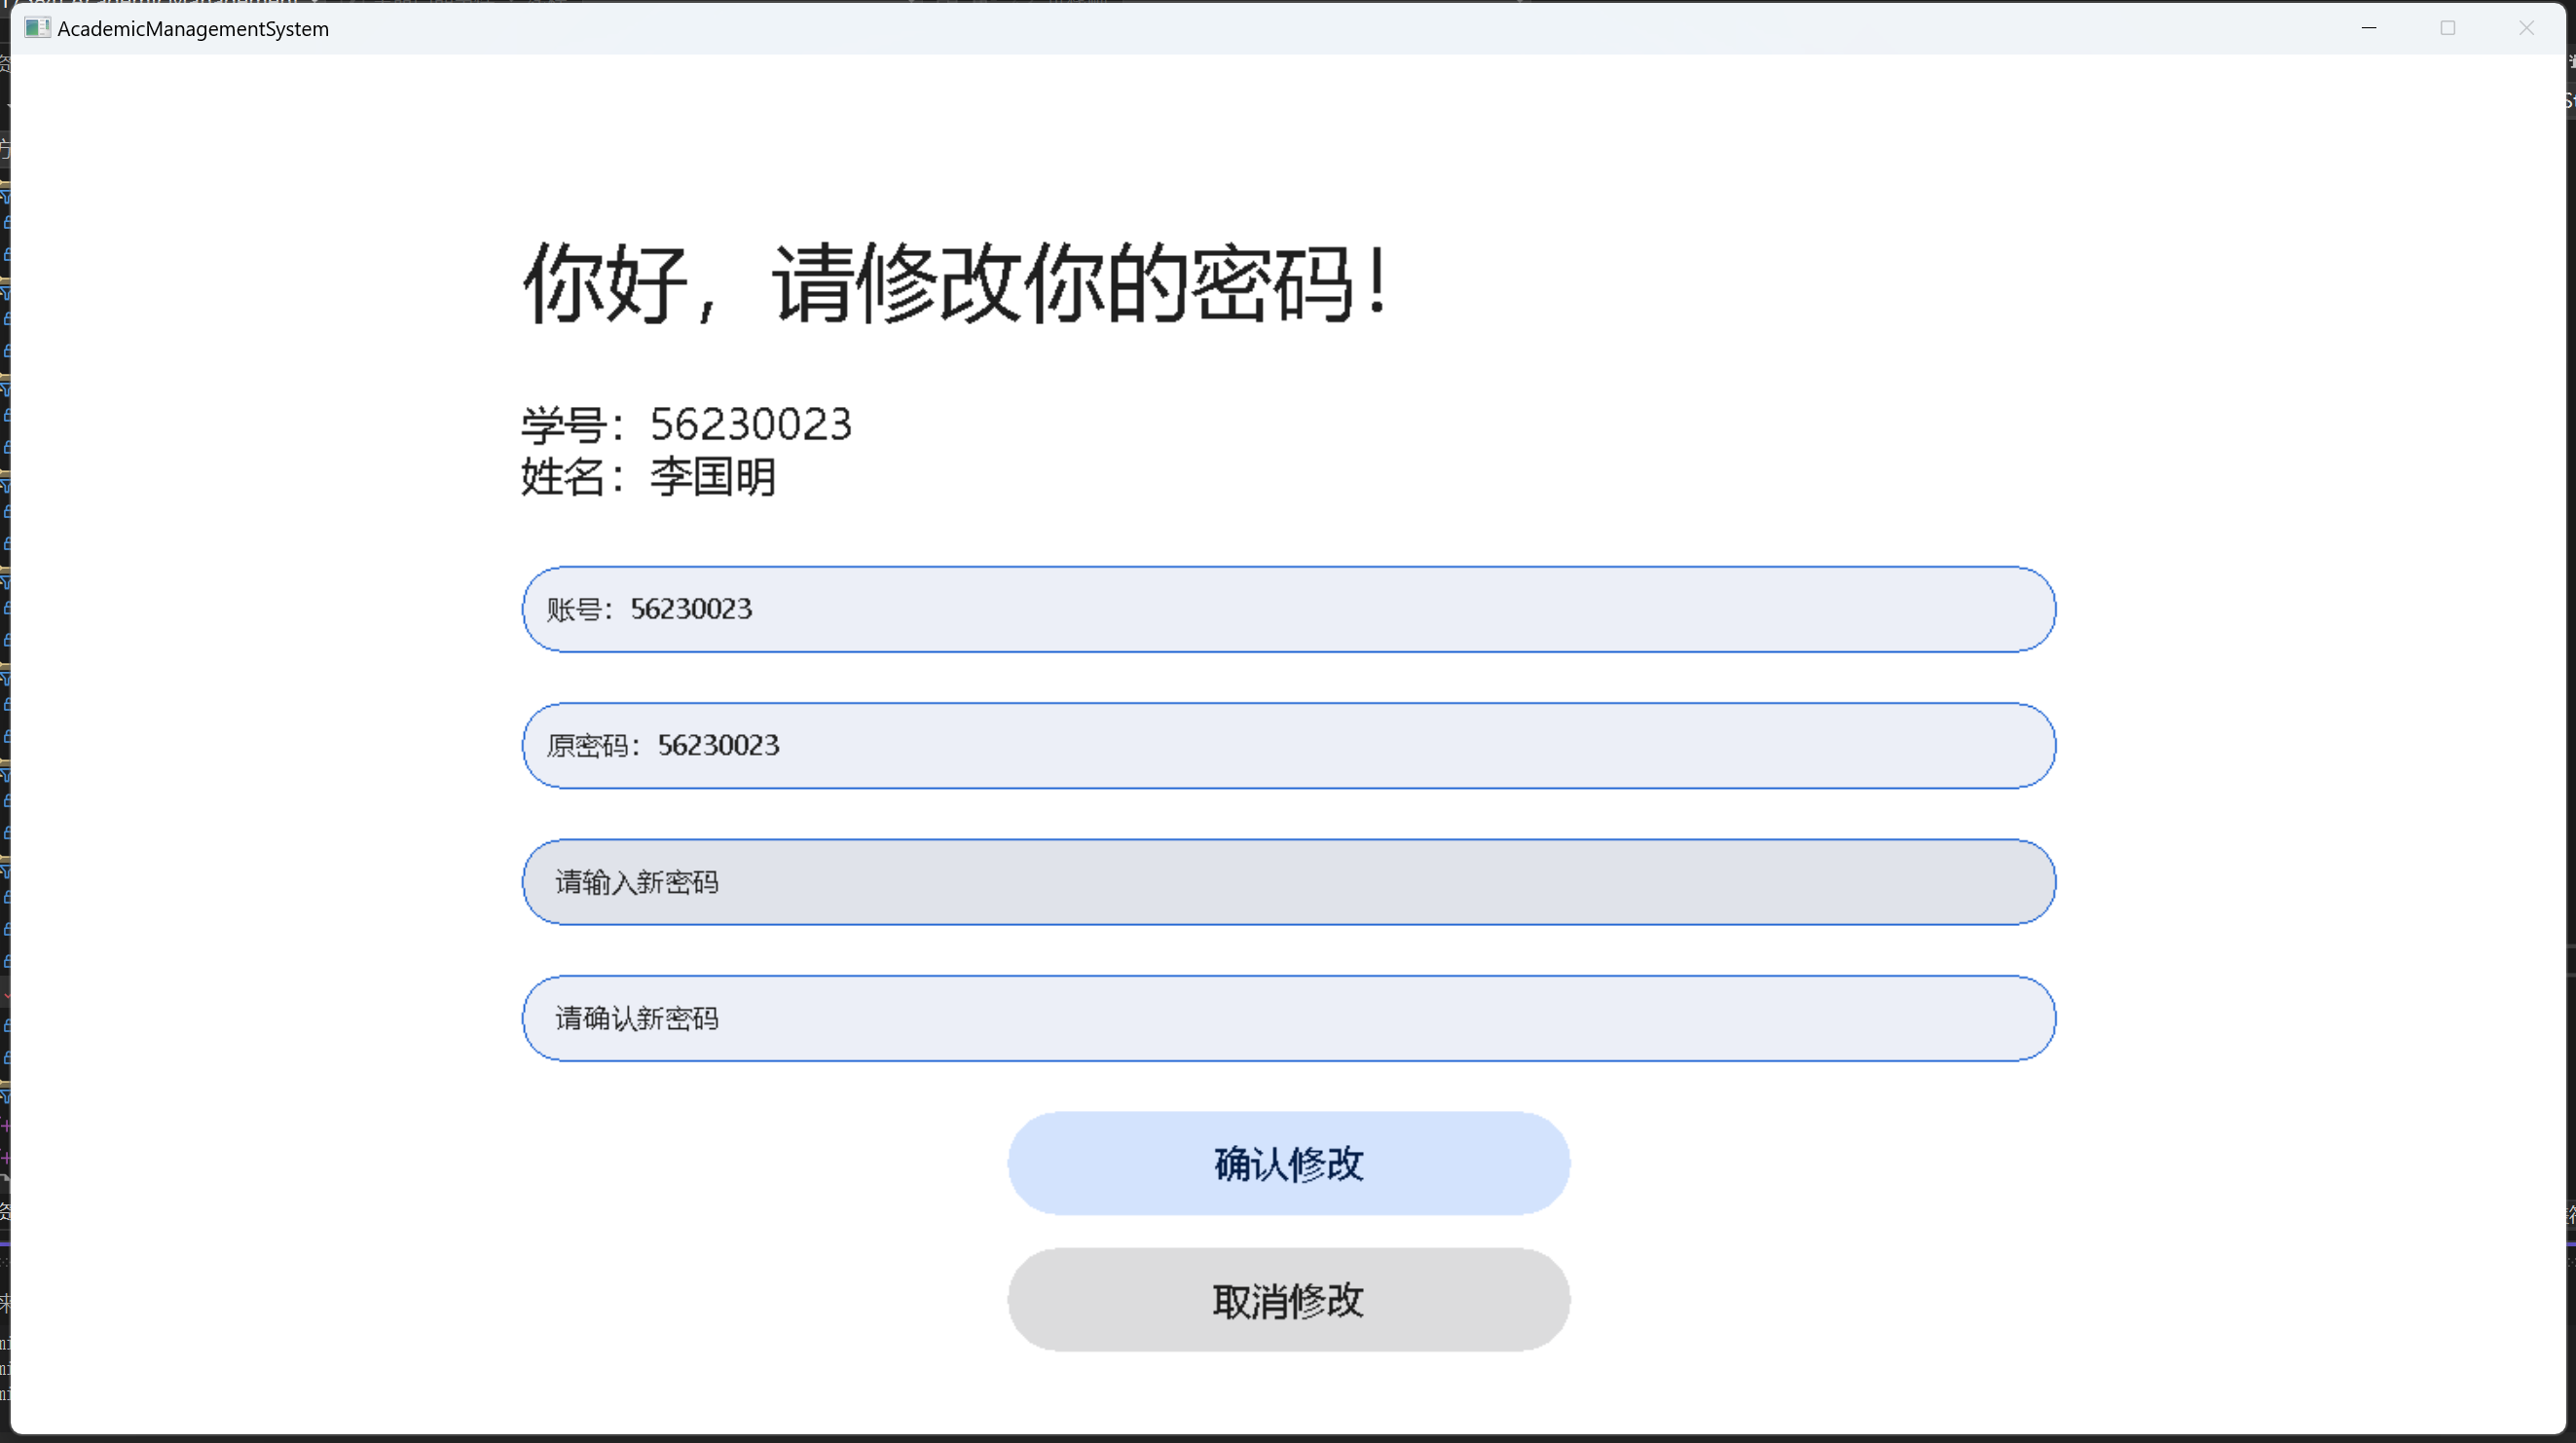 AcademicManagementSystem
你好，请修改你的密码！
学号：56230023
姓名：李国明
账号：56230023
原密码：56230023
请输入新密码
请确认新密码
确认修改
取消修改